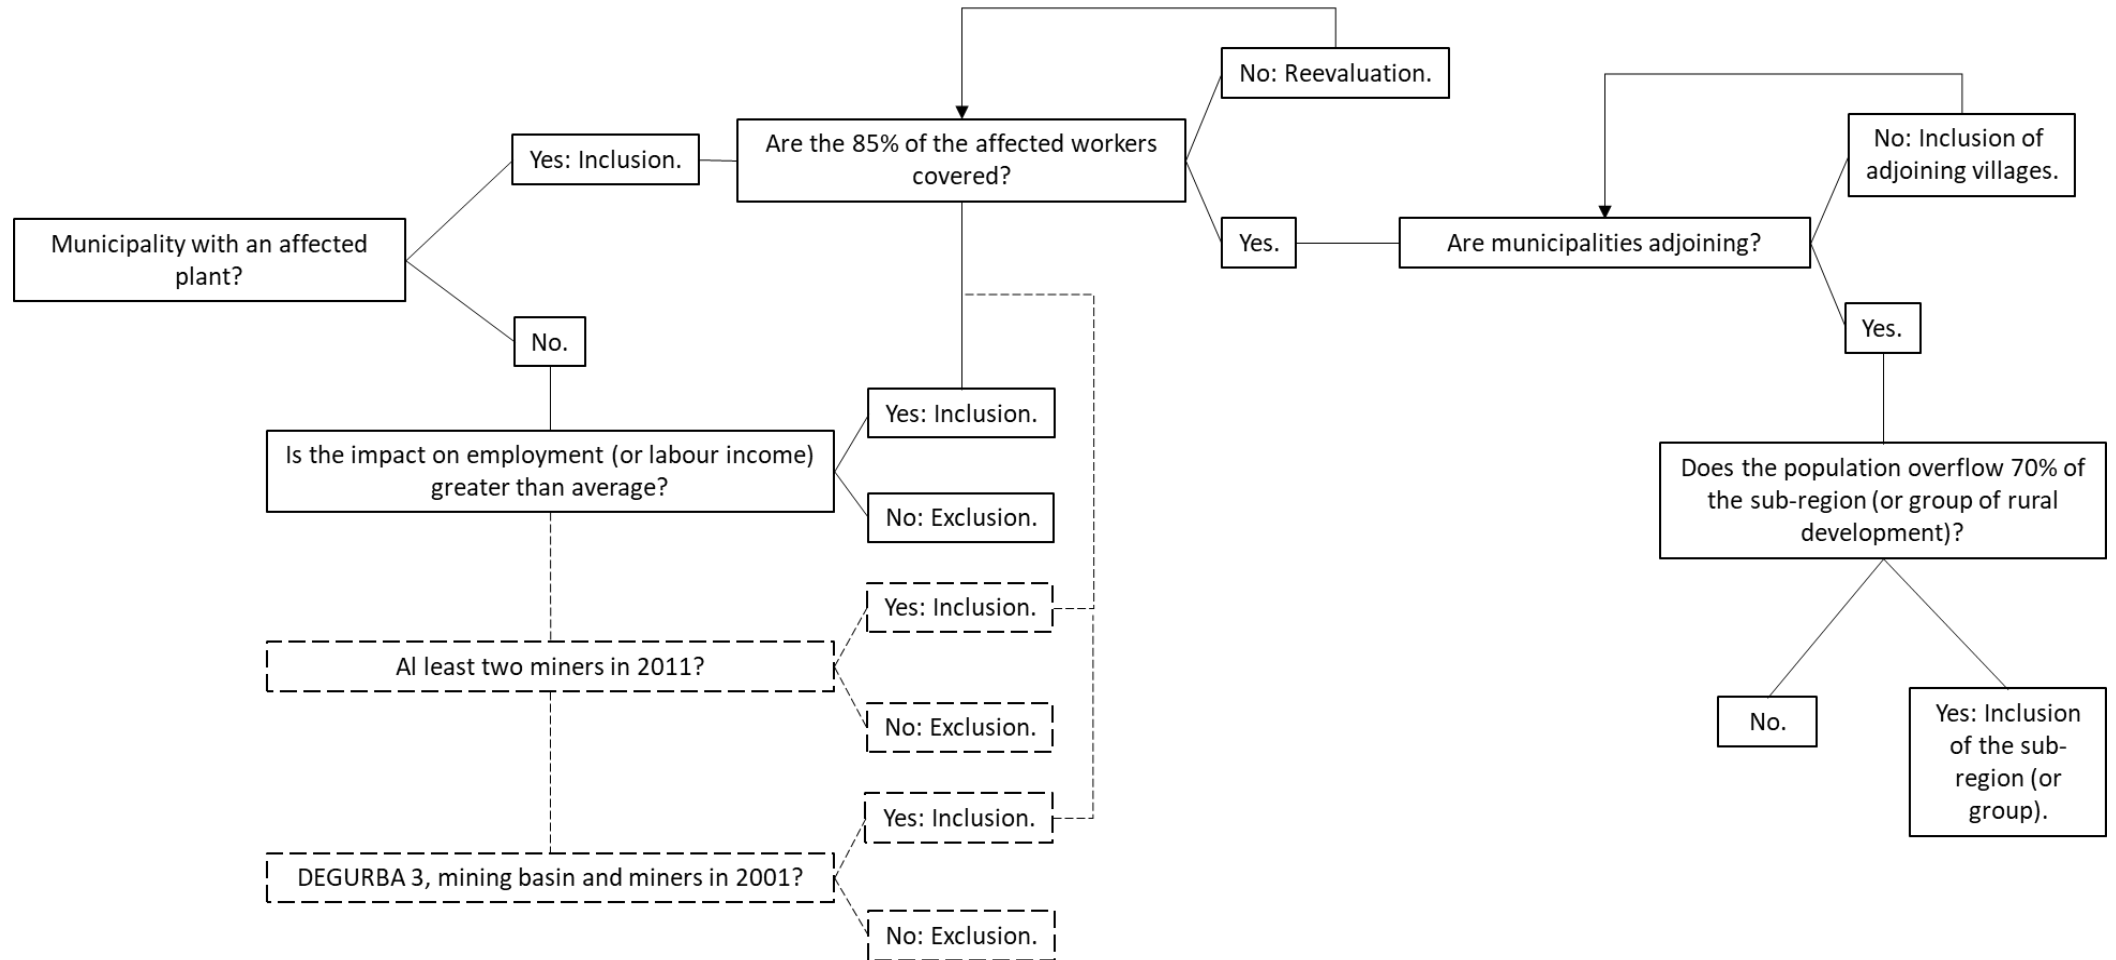 No: Reevaluation.
Are the 85% of the affected workers
covered?
Yes: Inclusion.
No: Inclusion of
adjoining villages.
Municipality with an affected
plant?
Yes.
Are municipalities adjoining?
No.
Yes.
Is the impact on employment (or labour income)
greater than average?
Yes: Inclusion.
No: Exclusion.
Does the population overflow 70% of
the sub-region (or group of rural
development)?
Al least two miners in 2011?
Yes: Inclusion.
No: Exclusion.
No.
Yes: Inclusion
of the sub-
region (or
group).
DEGURBA 3, mining basin and miners in 2001?
Yes: Inclusion.
No: Exclusion.